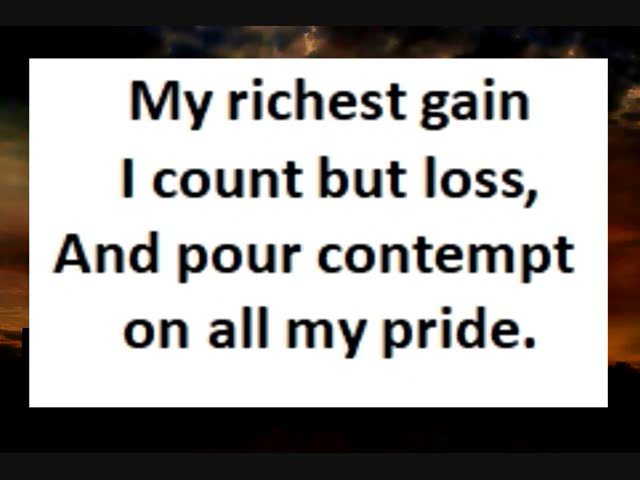 My richest gain
I count but loss,
And pour contempt
on all my pride.